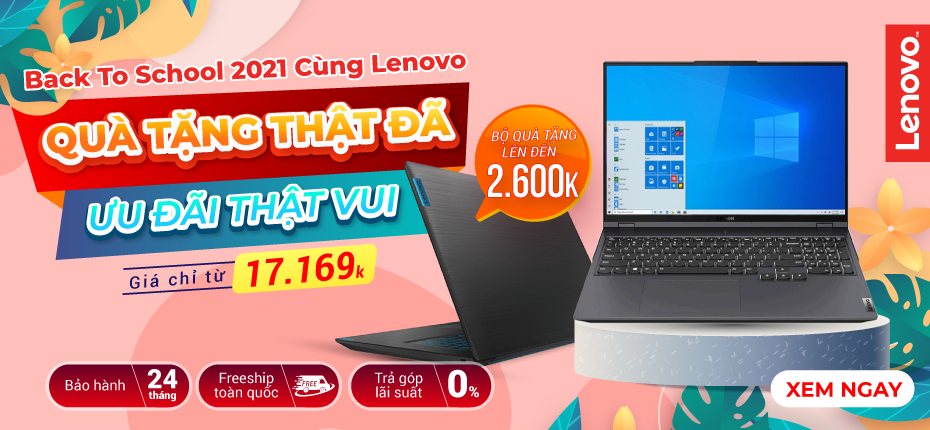 Back To School 2021 Cùng Lenovo
QUÀ TẶNG THẬT ĐÃ
ƯU ĐÃI THẬT VUI
Giá chỉ từ 17.169k
BỘ QUÀ TẶNG
LÊN ĐẾN
2.600K
Lenovo
Bảo hành 24 tháng
Freeship toàn quốc FREE
Trả góp lãi suất 0%
XEM NGAY